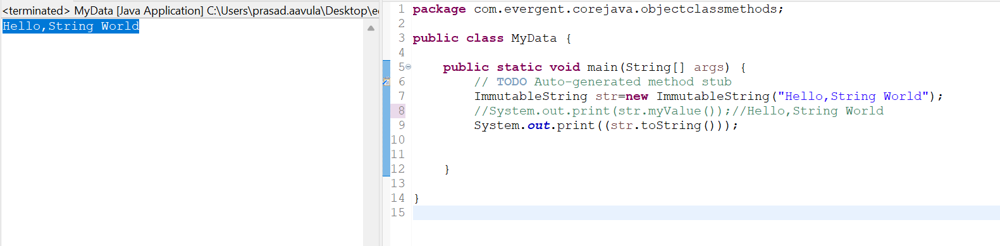 <terminated> MyData [Java Application] C:\Users\prasad.aavula\Desktop\e
Hello,String World
1 package com.evergent.corejava.objectclassmethods;
2
3 public class MyData {
4
5 public static void main(String[] args) {
6 // TODO Auto-generated method stub
7 ImmutableString str=new ImmutableString("Hello,String World");
8 //System.out.print(str.myValue());//Hello,String World
9 System.out.print((str.toString()));
10
11
12 }
13
14 }
15